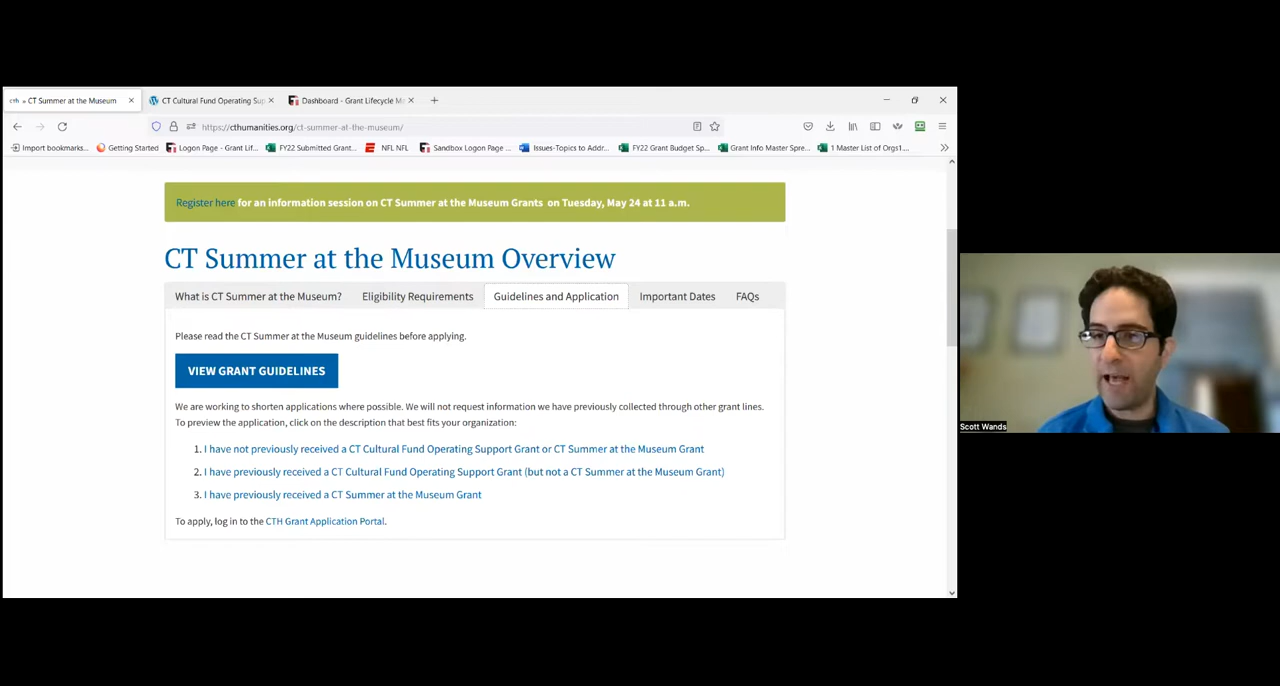 cth » CT Summer at the Museum
CT Cultural Fund Operating Sup
Dashboard - Grant Lifecycle Ma
https://cthumanities.org/ct-summer-at-the-museum/
Import bookmarks... Getting Started Logon Page - Grant Lif... FY22 Submitted Grant... NFL NFL Sandbox Logon Page ... Issues-Topics to Addr... FY22 Grant Budget Sp... Grant Info Master Spre... 1 Master List of Orgs1...
Register here for an information session on CT Summer at the Museum Grants on Tuesday, May 24 at 11 a.m.
CT Summer at the Museum Overview
What is CT Summer at the Museum? Eligibility Requirements Guidelines and Application Important Dates FAQs
Please read the CT Summer at the Museum guidelines before applying.
VIEW GRANT GUIDELINES
We are working to shorten applications where possible. We will not request information we have previously collected through other grant lines.
To preview the application, click on the description that best fits your organization:
1. I have not previously received a CT Cultural Fund Operating Support Grant or CT Summer at the Museum Grant
2. I have previously received a CT Cultural Fund Operating Support Grant (but not a CT Summer at the Museum Grant)
3. I have previously received a CT Summer at the Museum Grant
To apply, log in to the CTH Grant Application Portal.
Scott Wands